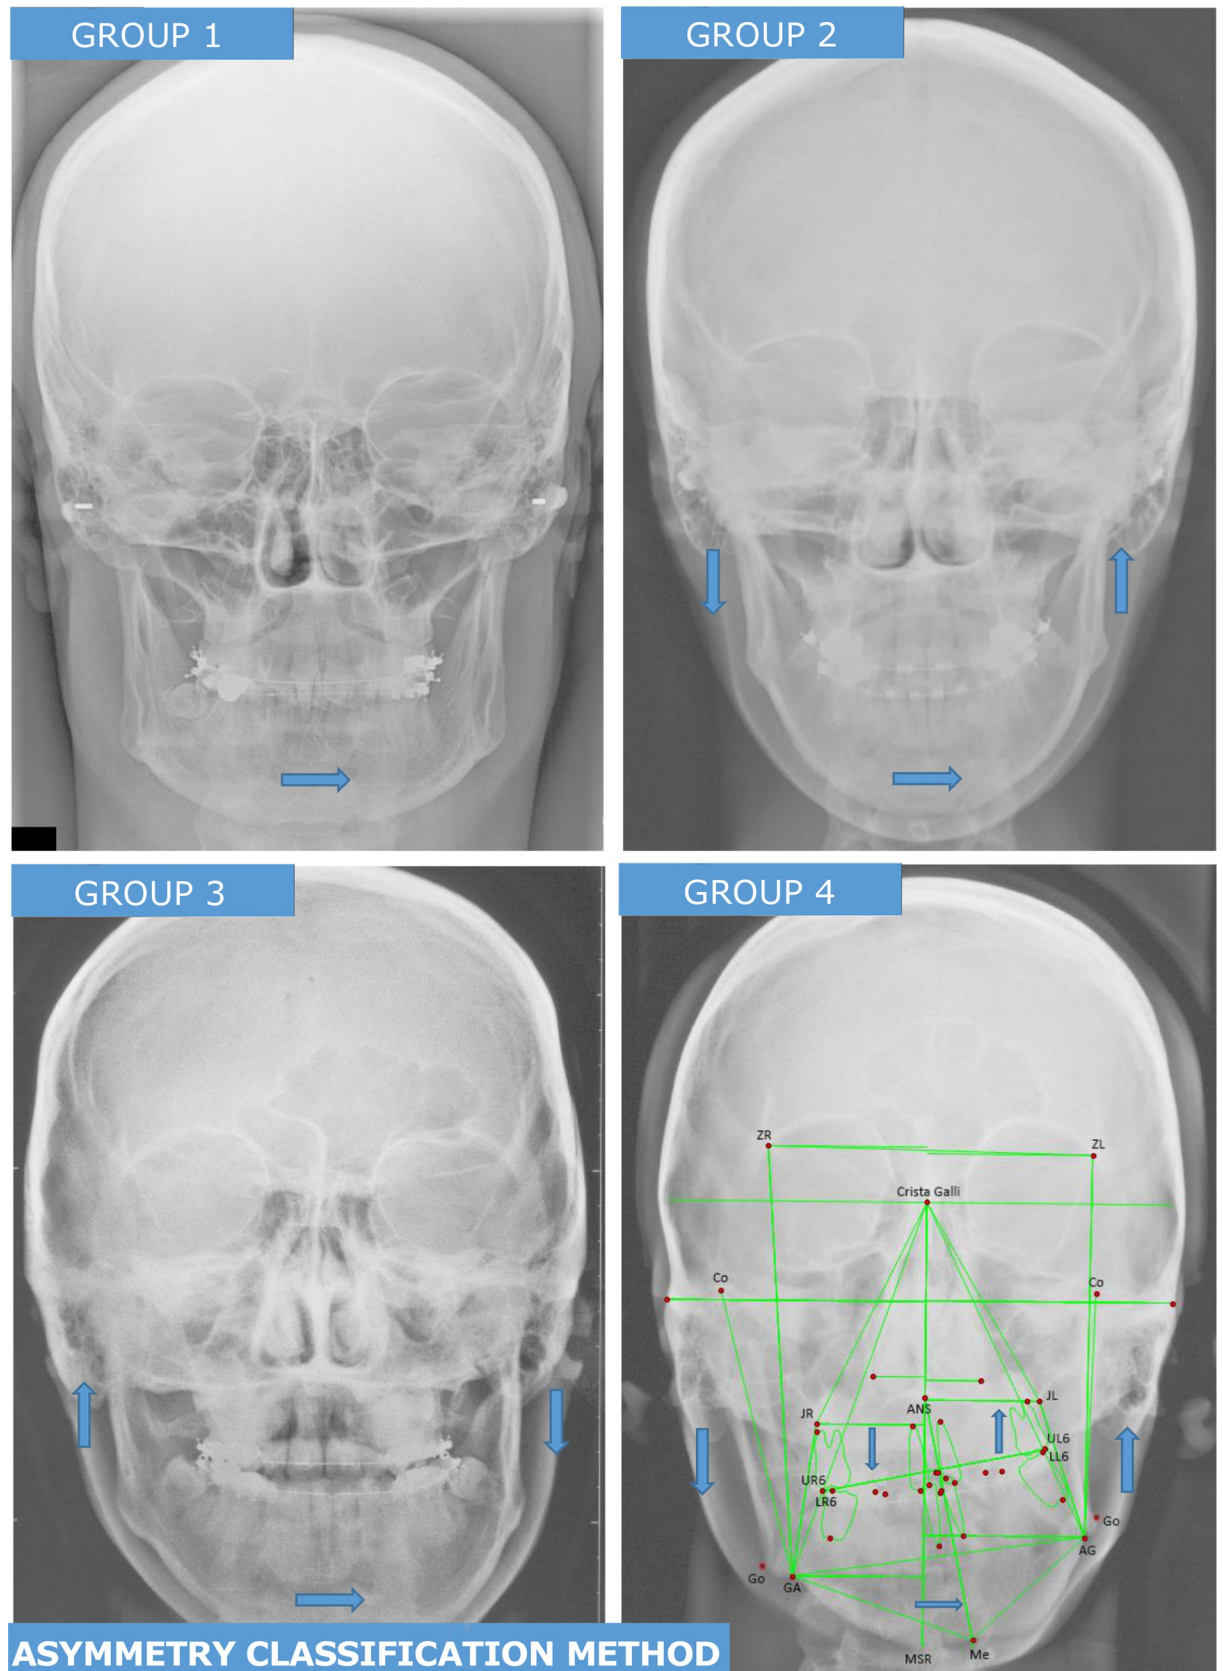 GROUP 1
GROUP 2
GROUP 3
GROUP 4
ZR
ZL
Crista Galli
Co
Co
JR
ANS
JL
UL6
LL6
UR6
LR6
Go
AG
Go
GA
MSR
Me
ASYMMETRY CLASSIFICATION METHOD